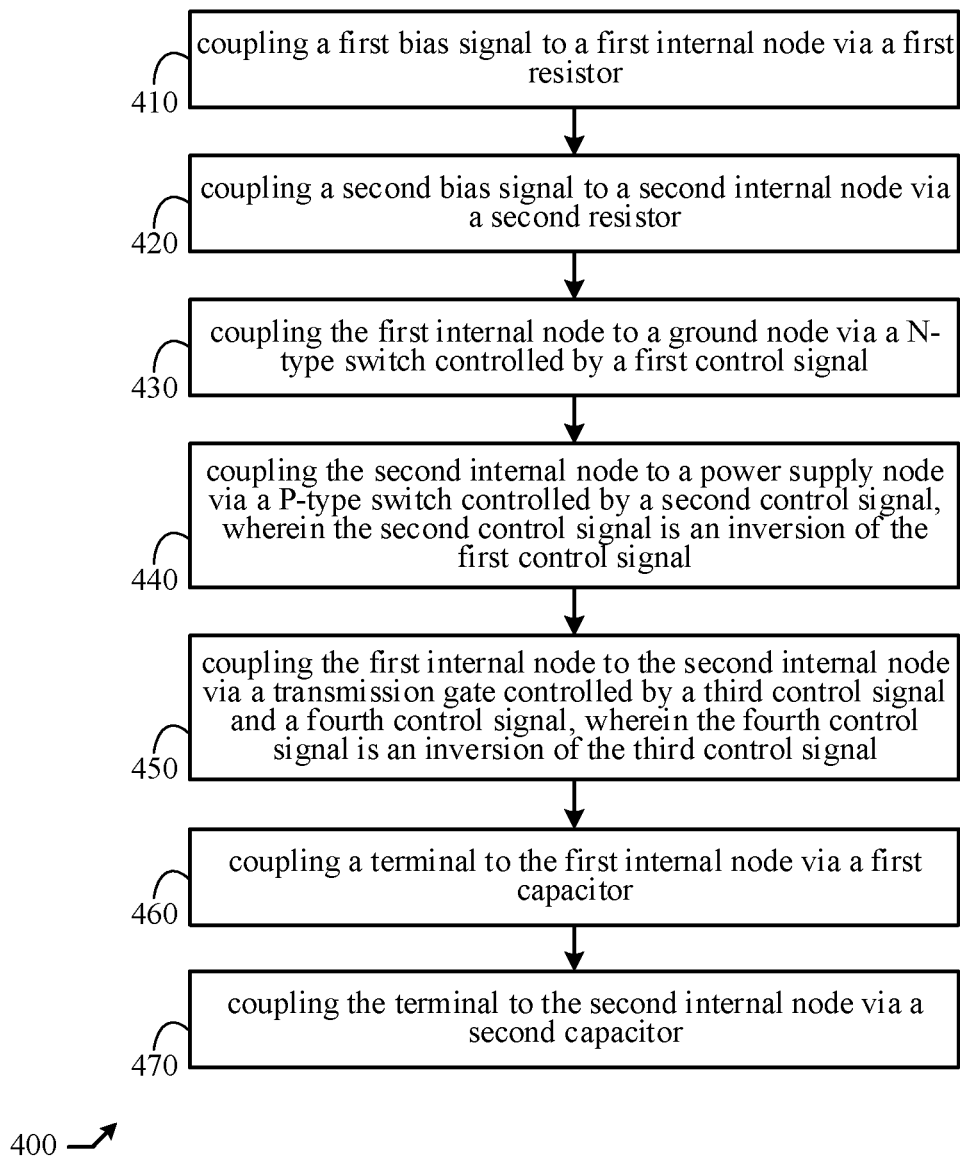 coupling a first bias signal to a first internal node via a first
resistor
410
coupling a second bias signal to a second internal node via
a second resistor
420
coupling the first internal node to a ground node via a N-
type switch controlled by a first control signal
430
coupling the second internal node to a power supply node
via a P-type switch controlled by a second control signal,
wherein the second control signal is an inversion of the
first control signal
440
coupling the first internal node to the second internal node
via a transmission gate controlled by a third control signal
and a fourth control signal, wherein the fourth control
signal is an inversion of the third control signal
450
coupling a terminal to the first internal node via a first
capacitor
460
coupling the terminal to the second internal node via a
second capacitor
470
400